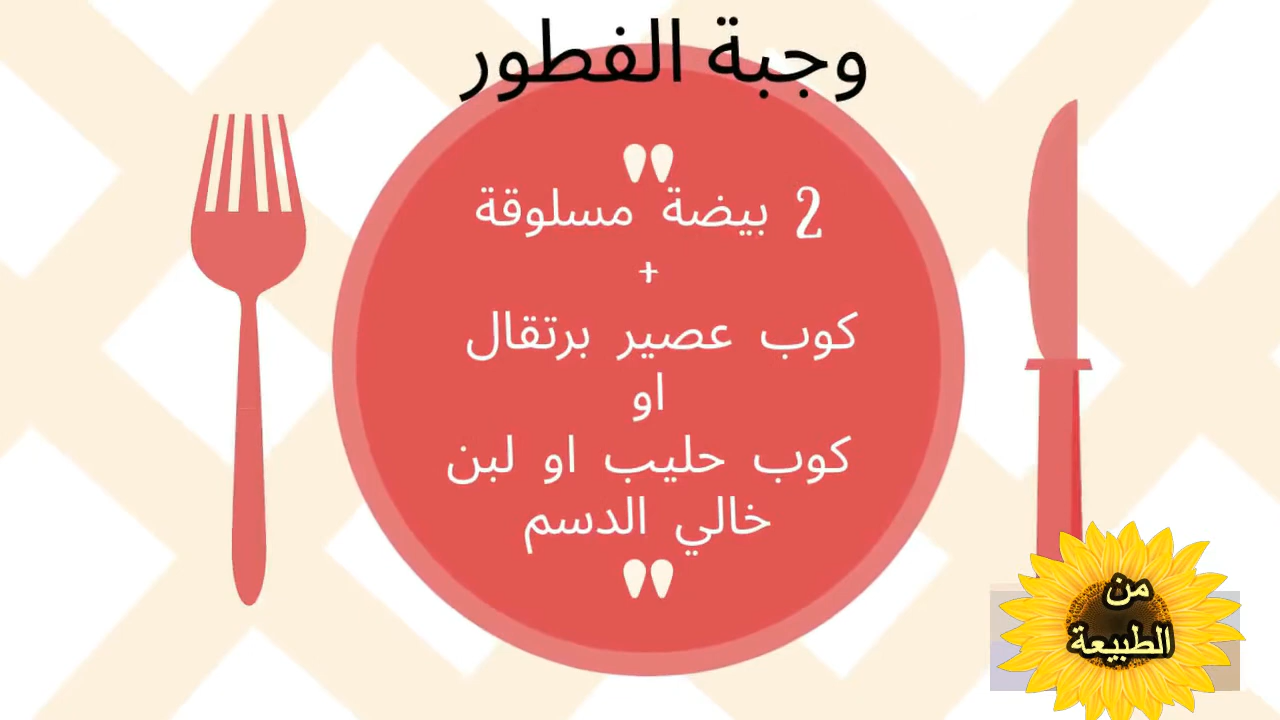 وجبة الفطور
"
2 بيضة مسلوقة
+
كوب عصير برتقال
او
كوب حليب او لبن
خالي الدسم
"
من
الطبيعة